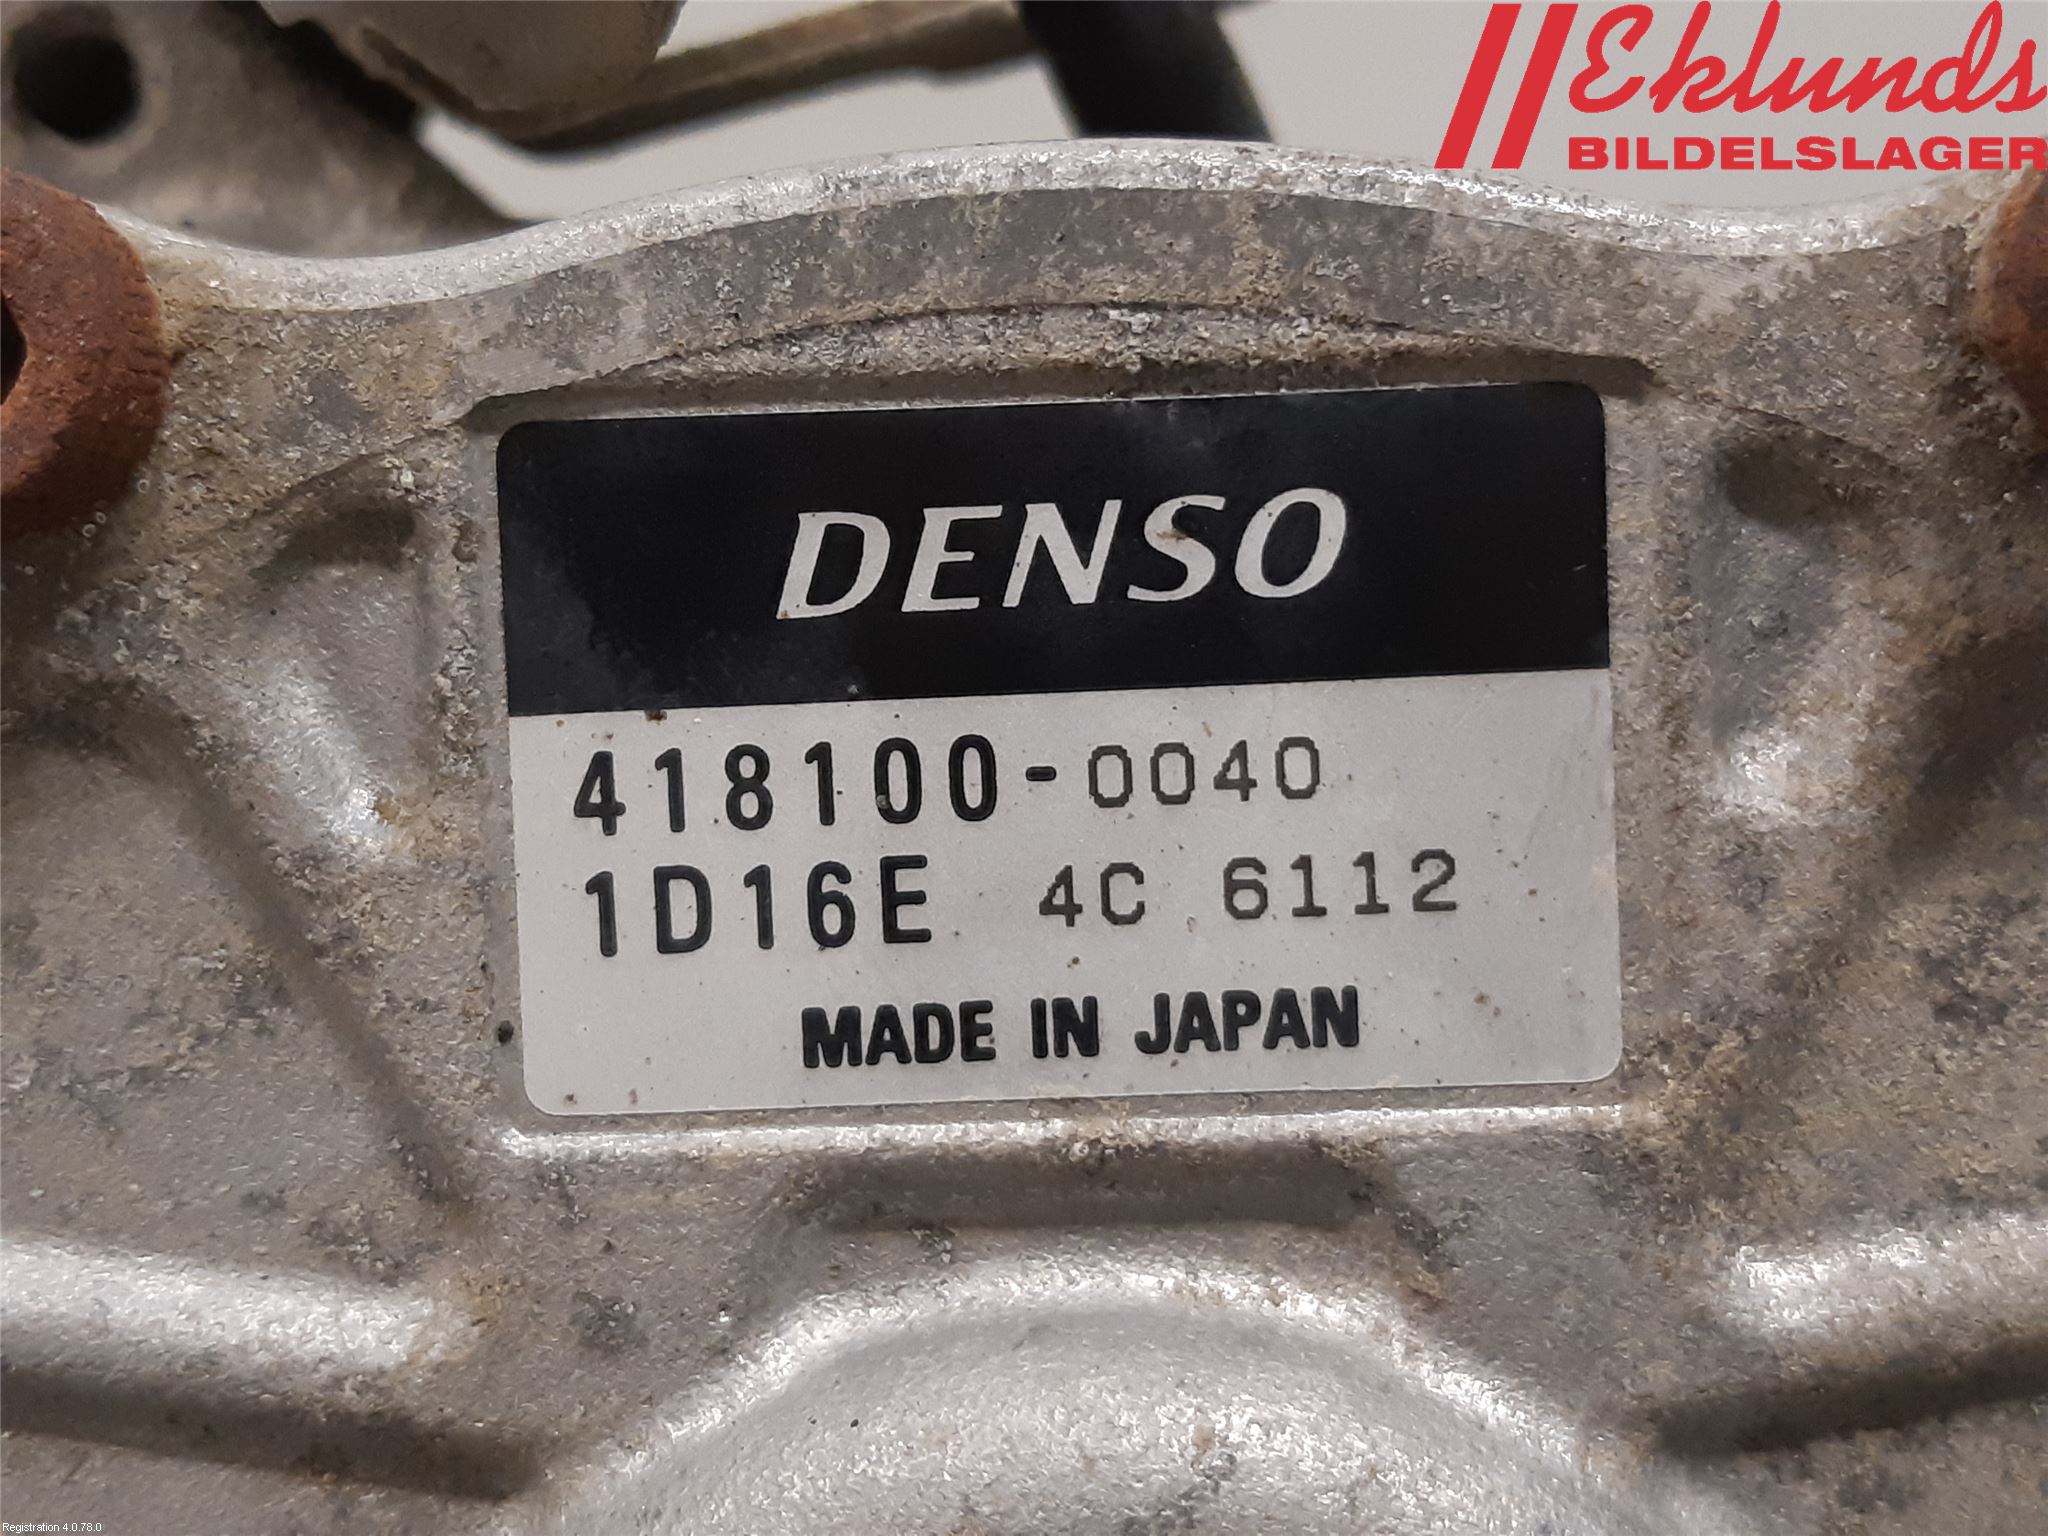 Eklunds
BILDELSLAGER
DENSO
418100-0040
1D16E 4C 6112
MADE IN JAPAN
Registration 4.0.78.0